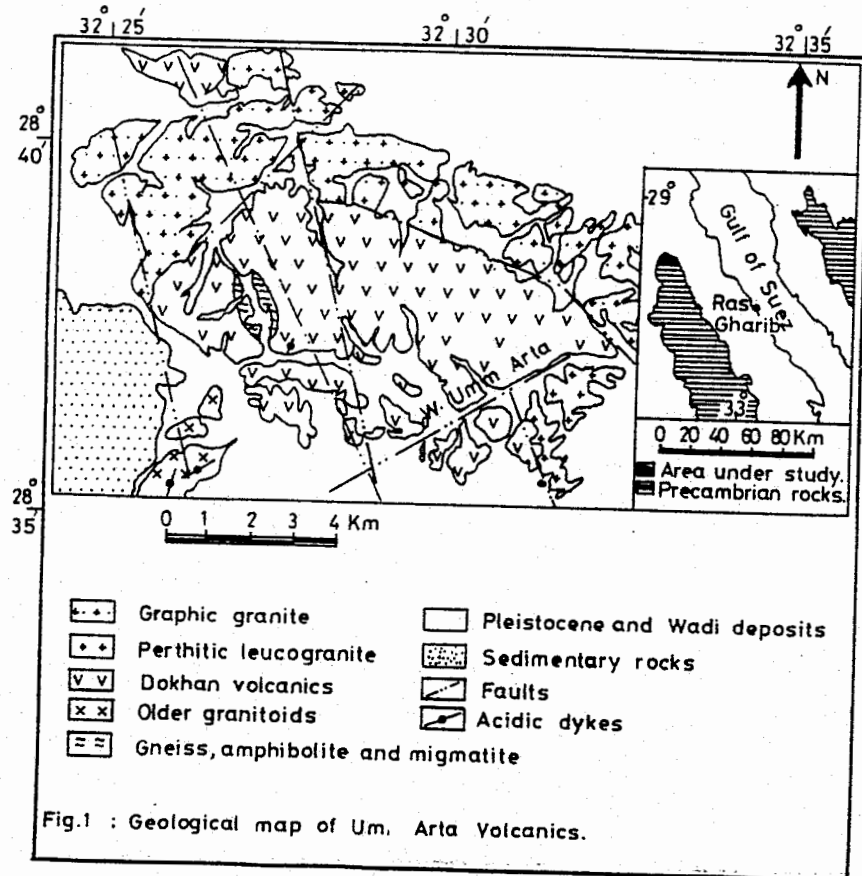 32° 25′
32° 30′
32° 35′
N
28° 40′
28° 35′
W. Umm Arta
29°
Gulf of Suez
Ras Gharib
33°
0 20 40 60 80 Km
Area under study.
Precambrian rocks.
0 1 2 3 4 Km
Graphic granite
Perthitic leucogranite
Dokhan volcanics
Older granitoids
Gneiss, amphibolite and migmatite
Pleistocene and Wadi deposits
Sedimentary rocks
Faults
Acidic dykes
Fig.1 : Geological map of Um. Arta Volcanics.